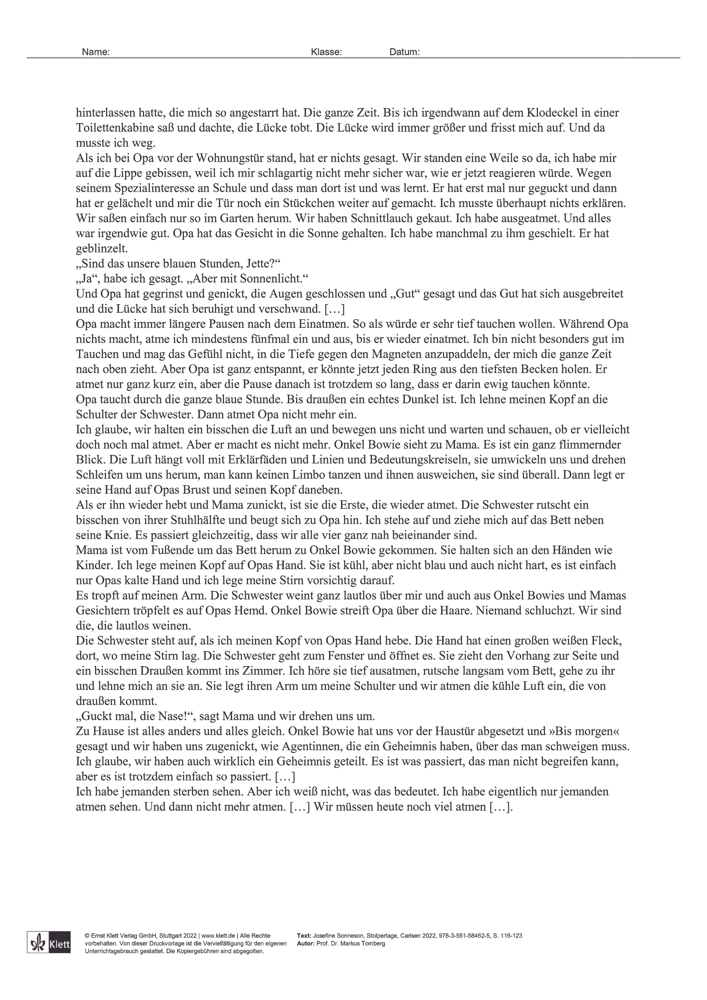 Name: Klasse: Datum:
hinterlassen hatte, die mich so angestarrt hat. Die ganze Zeit. Bis ich irgendwann auf dem Klodeckel in einer
Toilettenkabine saß und dachte, die Lücke tobt. Die Lücke wird immer größer und frisst mich auf. Und da
musste ich weg.
Als ich bei Opa vor der Wohnungstür stand, hat er nichts gesagt. Wir standen eine Weile so da, ich habe mir
auf die Lippe gebissen, weil ich mir schlagartig nicht mehr sicher war, wie er jetzt reagieren würde. Wegen
seinem Spezialinteresse an Schule und dass man dort ist und was lernt. Er hat erst mal nur geguckt und dann
hat er gelächelt und mir die Tür noch ein Stückchen weiter auf gemacht. Ich musste überhaupt nichts erklären.
Wir saßen einfach nur so im Garten herum. Wir haben Schnittlauch gekaut. Ich habe ausgeatmet. Und alles
war irgendwie gut. Opa hat das Gesicht in die Sonne gehalten. Ich habe manchmal zu ihm geschielt. Er hat
geblinzelt.
„Sind das unsere blauen Stunden, Jette?“
„Ja“, habe ich gesagt. „Aber mit Sonnenlicht.“
Und Opa hat gegrinst und genickt, die Augen geschlossen und „Gut“ gesagt und das Gut hat sich ausgebreitet
und die Lücke hat sich beruhigt und verschwand. […]
Opa macht immer längere Pausen nach dem Einatmen. So als würde er sehr tief tauchen wollen. Während Opa
nichts macht, atme ich mindestens fünfmal ein und aus, bis er wieder einatmet. Ich bin nicht besonders gut im
Tauchen und mag das Gefühl nicht, in die Tiefe gegen den Magneten anzupaddeln, der mich die ganze Zeit
nach oben zieht. Aber Opa ist ganz entspannt, er könnte jetzt jeden Ring aus den tiefsten Becken holen. Er
atmet nur ganz kurz ein, aber die Pause danach ist trotzdem so lang, dass er darin ewig tauchen könnte.
Opa taucht durch die ganze blaue Stunde. Bis draußen ein echtes Dunkel ist. Ich lehne meinen Kopf an die
Schulter der Schwester. Dann atmet Opa nicht mehr ein.
Ich glaube, wir halten ein bisschen die Luft an und bewegen uns nicht und warten und schauen, ob er vielleicht
doch noch mal atmet. Aber er macht es nicht mehr. Onkel Bowie sieht zu Mama. Es ist ein ganz flimmernder
Blick. Die Luft hängt voll mit Erklärfäden und Linien und Bedeutungskreiseln, sie umwickeln uns und drehen
Schleifen um uns herum, man kann keinen Limbo tanzen und ihnen ausweichen, sie sind überall. Dann legt er
seine Hand auf Opas Brust und seinen Kopf daneben.
Als er ihn wieder hebt und Mama zunickt, ist sie die Erste, die wieder atmet. Die Schwester rutscht ein
bisschen von ihrer Stuhlhälfte und beugt sich zu Opa hin. Ich stehe auf und ziehe mich auf das Bett neben
seine Knie. Es passiert gleichzeitig, dass wir alle vier ganz nah beieinander sind.
Mama ist vom Fußende um das Bett herum zu Onkel Bowie gekommen. Sie halten sich an den Händen wie
Kinder. Ich lege meinen Kopf auf Opas Hand. Sie ist kühl, aber nicht blau und auch nicht hart, es ist einfach
nur Opas kalte Hand und ich lege meine Stirn vorsichtig darauf.
Es tropft auf meinen Arm. Die Schwester weint ganz lautlos über mir und auch aus Onkel Bowies und Mamas
Gesichtern tröpfelt es auf Opas Hemd. Onkel Bowie streift Opa über die Haare. Niemand schluchzt. Wir sind
die, die lautlos weinen.
Die Schwester steht auf, als ich meinen Kopf von Opas Hand hebe. Die Hand hat einen großen weißen Fleck,
dort, wo meine Stirn lag. Die Schwester geht zum Fenster und öffnet es. Sie zieht den Vorhang zur Seite und
ein bisschen Draußen kommt ins Zimmer. Ich höre sie tief ausatmen, rutsche langsam vom Bett, gehe zu ihr
und lehne mich an sie an. Sie legt ihren Arm um meine Schulter und wir atmen die kühle Luft ein, die von
draußen kommt.
„Guckt mal, die Nase!“, sagt Mama und wir drehen uns um.
Zu Hause ist alles anders und alles gleich. Onkel Bowie hat uns vor der Haustür abgesetzt und »Bis morgen«
gesagt und wir haben uns zugenickt, wie Agentinnen, die ein Geheimnis haben, über das man schweigen muss.
Ich glaube, wir haben auch wirklich ein Geheimnis geteilt. Es ist was passiert, das man nicht begreifen kann,
aber es ist trotzdem einfach so passiert. […]
Ich habe jemanden sterben sehen. Aber ich weiß nicht, was das bedeutet. Ich habe eigentlich nur jemanden
atmen sehen. Und dann nicht mehr atmen. […] Wir müssen heute noch viel atmen […].
Klett
© Ernst Klett Verlag GmbH, Stuttgart 2022 | www.klett.de | Alle Rechte
vorbehalten. Von dieser Druckvorlage ist die Vervielfältigung für den eigenen
Unterrichtsgebrauch gestattet. Die Kopiergebühren sind abgegolten.
Text: Josefine Sonneson, Stolpertage, Carlsen 2022, 978-3-551-58462-5, S. 116-123
Autor: Prof. Dr. Markus Tomberg